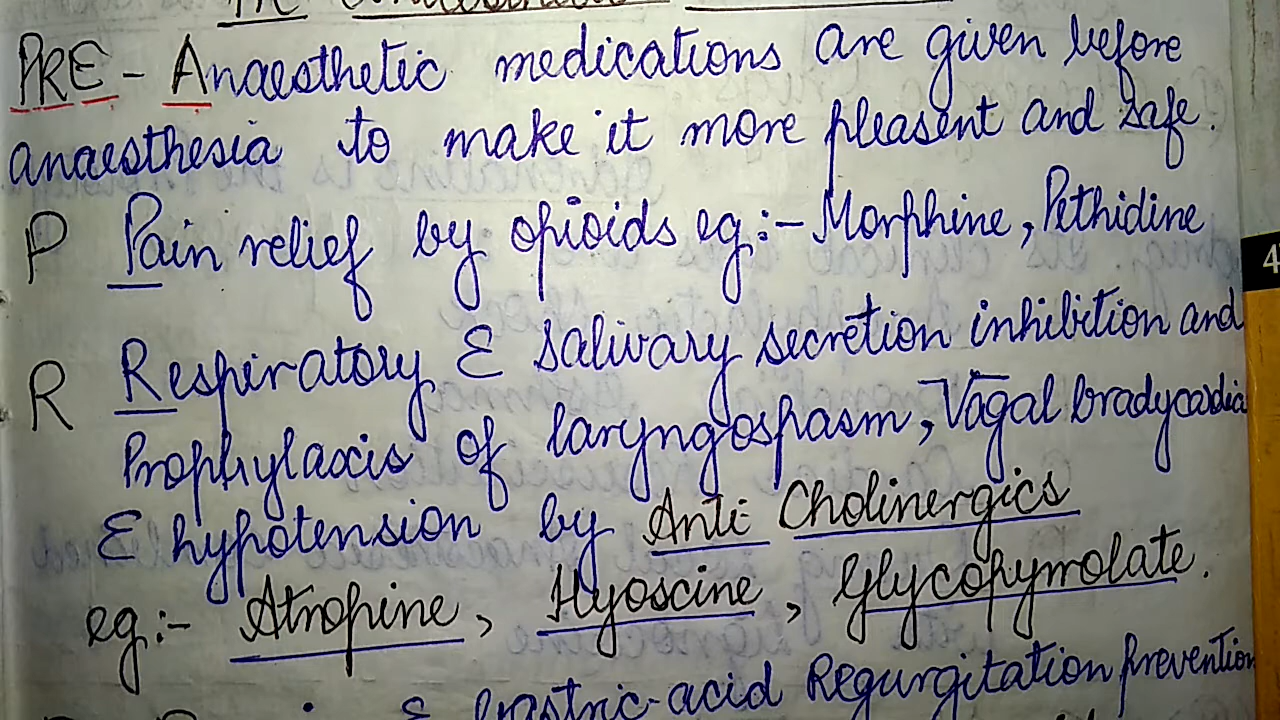 PRE - Anaesthetic medications are given before
anaesthesia to make it more pleasent and safe.
P Pain relief by opioids eg:- Morphine, Pethidine
R Respiratory & salivary secretion inhibition and
Prophylaxis of laryngospasm, Vagal bradycardia
& hypotension by Anti Cholinergics
eg:- Atropine, Hyoscine, Glycopyrrolate.
& Gastric-acid Regurgitation prevention
4